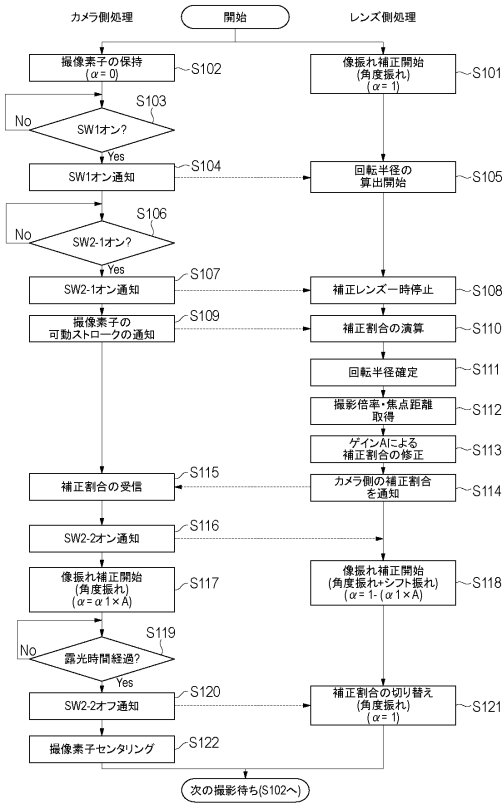 カメラ側処理
開始
レンズ側処理
撮像素子の保持
(α=0)
S102
像振れ補正開始
(角度振れ)
(α=1)
S101
S103
SW1オン?
No
Yes
SW1オン通知
S104
回転半径の
算出開始
S105
S106
SW2-1オン?
No
Yes
SW2-1オン通知
S107
補正レンズ一時停止
S108
撮像素子の
可動ストロークの通知
S109
補正割合の演算
S110
回転半径確定
S111
撮影倍率・焦点距離
取得
S112
ゲインAによる
補正割合の修正
S113
補正割合の受信
S115
カメラ側の補正割合
を通知
S114
SW2-2オン通知
S116
像振れ補正開始
(角度振れ)
(α=α1×A)
S117
像振れ補正開始
(角度振れ+シフト振れ)
(α=1-(α1×A)
S118
S119
露光時間経過?
No
Yes
SW2-2オフ通知
S120
補正割合の切り替え
(角度振れ)
(α=1)
S121
撮像素子センタリング
S122
次の撮影待ち(S102へ)